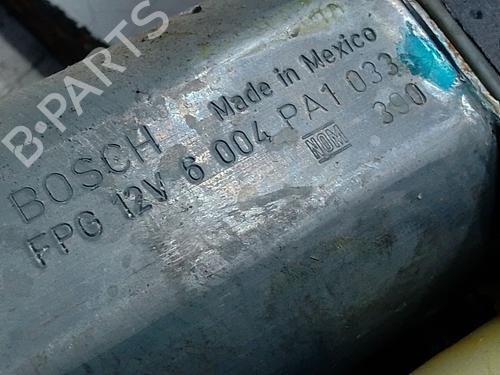 B-PARTS
BOSCH Made in Mexico
FPG 12V 6 004 PA1 033
NOM 390